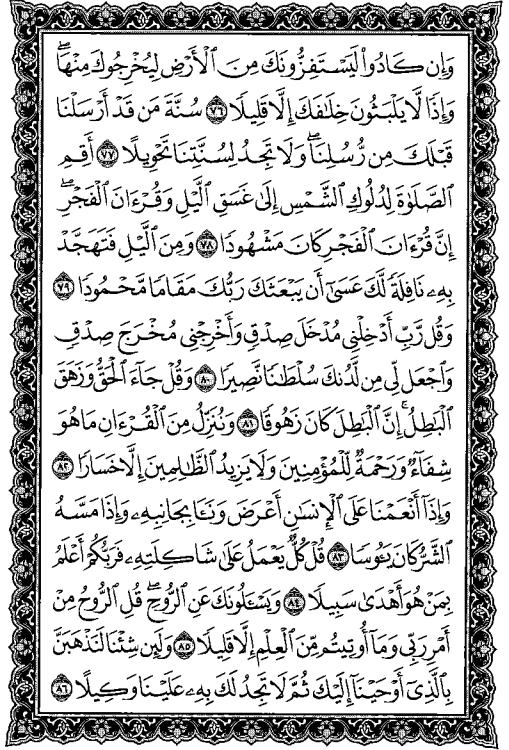 وَإِن كَادُوا۟ لَيَسْتَفِزُّونَكَ مِنَ ٱلْأَرْضِ لِيُخْرِجُوكَ مِنْهَا ۖ
وَإِذًا لَّا يَلْبَثُونَ خِلَٰفَكَ إِلَّا قَلِيلًا ۝٧٦ سُنَّةَ مَن قَدْ أَرْسَلْنَا
قَبْلَكَ مِن رُّسُلِنَا ۖ وَلَا تَجِدُ لِسُنَّتِنَا تَحْوِيلًا ۝٧٧ أَقِمِ
ٱلصَّلَوٰةَ لِدُلُوكِ ٱلشَّمْسِ إِلَىٰ غَسَقِ ٱلَّيْلِ وَقُرْءَانَ ٱلْفَجْرِ ۖ
إِنَّ قُرْءَانَ ٱلْفَجْرِ كَانَ مَشْهُودًا ۝٧٨ وَمِنَ ٱلَّيْلِ فَتَهَجَّدْ
بِهِۦ نَافِلَةً لَّكَ عَسَىٰٓ أَن يَبْعَثَكَ رَبُّكَ مَقَامًا مَّحْمُودًا ۝٧٩
وَقُل رَّبِّ أَدْخِلْنِى مُدْخَلَ صِدْقٍ وَأَخْرِجْنِى مُخْرَجَ صِدْقٍ
وَٱجْعَل لِّى مِن لَّدُنكَ سُلْطَٰنًا نَّصِيرًا ۝٨٠ وَقُلْ جَآءَ ٱلْحَقُّ وَزَهَقَ
ٱلْبَٰطِلُ ۚ إِنَّ ٱلْبَٰطِلَ كَانَ زَهُوقًا ۝٨١ وَنُنَزِّلُ مِنَ ٱلْقُرْءَانِ مَا هُوَ
شِفَآءٌ وَرَحْمَةٌ لِّلْمُؤْمِنِينَ وَلَا يَزِيدُ ٱلظَّٰلِمِينَ إِلَّا خَسَارًا ۝٨٢
وَإِذَآ أَنْعَمْنَا عَلَى ٱلْإِنسَٰنِ أَعْرَضَ وَنَـَٔا بِجَانِبِهِۦ وَإِذَا مَسَّهُ
ٱلشَّرُّ كَانَ يَـُٔوسًا ۝٨٣ قُلْ كُلٌّ يَعْمَلُ عَلَىٰ شَاكِلَتِهِۦ فَرَبُّكُمْ أَعْلَمُ
بِمَنْ هُوَ أَهْدَىٰ سَبِيلًا ۝٨٤ وَيَسْـَٔلُونَكَ عَنِ ٱلرُّوحِ ۖ قُلِ ٱلرُّوحُ مِنْ
أَمْرِ رَبِّى وَمَآ أُوتِيتُم مِّنَ ٱلْعِلْمِ إِلَّا قَلِيلًا ۝٨٥ وَلَئِن شِئْنَا لَنَذْهَبَنَّ
بِٱلَّذِىٓ أَوْحَيْنَآ إِلَيْكَ ثُمَّ لَا تَجِدُ لَكَ بِهِۦ عَلَيْنَا وَكِيلًا ۝٨٦